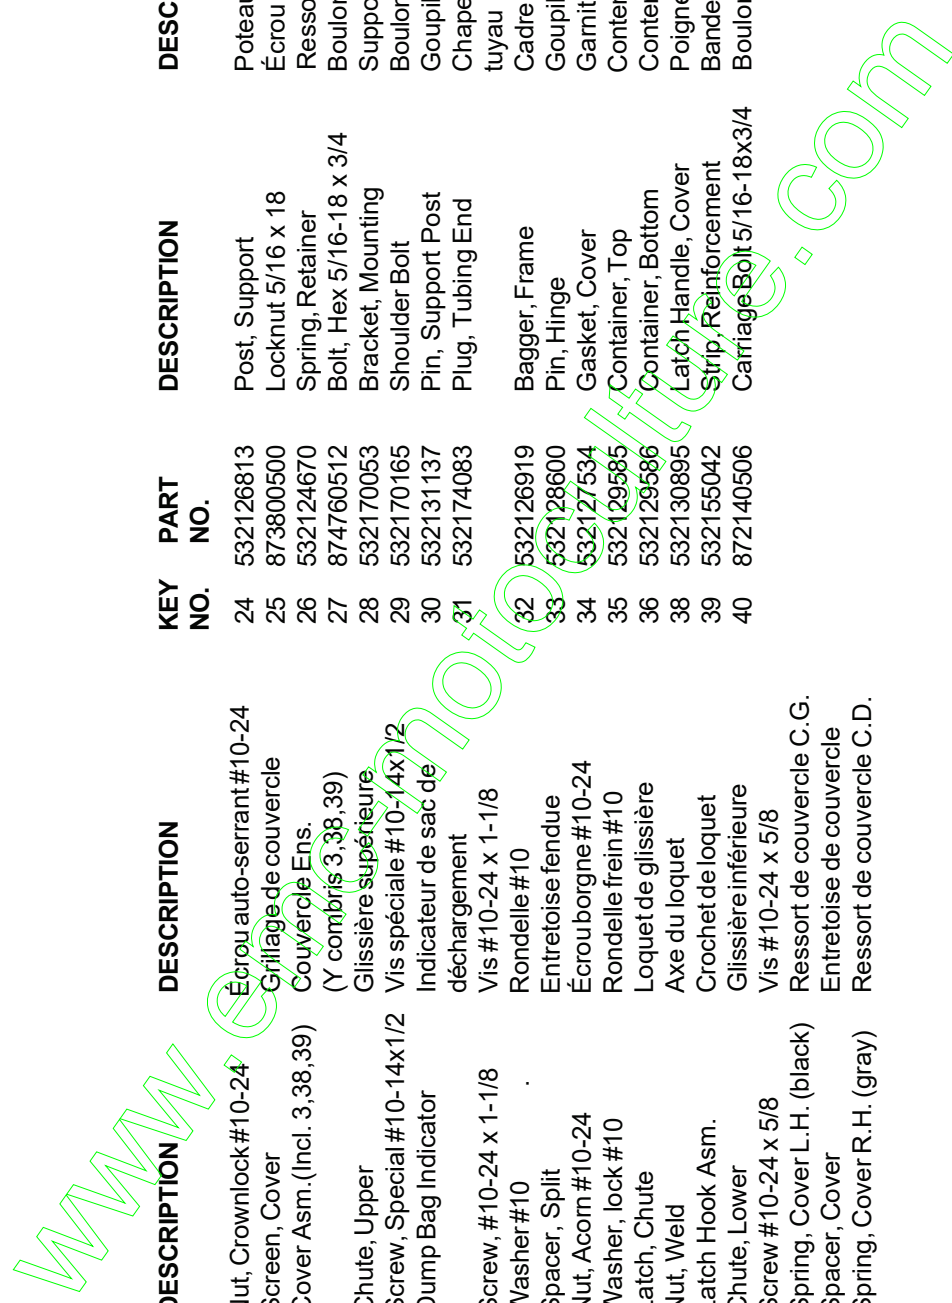 DESCRIPTION DESCRIPTION KEY PART DESCRIPTION DESC
NO. NO.
Nut, Crownlock #10-24 Écrou auto-serrant #10-24 24 532126813 Post, Support Poteau
Screen, Cover Grillage de couvercle 25 873800500 Locknut 5/16 x 18 Écrou
Cover Asm.(Incl. 3,38,39) Couvercle Ens. 26 532124670 Spring, Retainer Resso
(Y combris 3,38,39) 27 874760512 Bolt, Hex 5/16-18 x 3/4 Boulon
Chute, Upper Glissière supérieure 28 532170053 Bracket, Mounting Suppo
Screw, Special #10-14x1/2 Vis spéciale #10-14x1/2 29 532170165 Shoulder Bolt Boulon
Dump Bag Indicator Indicateur de sac de 30 532131137 Pin, Support Post Goupil
déchargement 31 532174083 Plug, Tubing End Chape
Screw, #10-24 x 1-1/8 Vis #10-24 x 1-1/8 tuyau
Washer #10 Rondelle #10 32 532126919 Bagger, Frame Cadre
Spacer, Split Entretoise fendue 33 532128600 Pin, Hinge Goupil
Nut, Acorn #10-24 Écrou borgne #10-24 34 532127534 Gasket, Cover Garnit
Washer, lock #10 Rondelle frein #10 35 532129585 Container, Top Conten
Latch, Chute Loquet de glissière 36 532129586 Container, Bottom Conten
Nut, Weld Axe du loquet 38 532130895 Latch Handle, Cover Poigne
Latch Hook Asm. Crochet de loquet 39 532155042 Strip, Reinforcement Bande
Chute, Lower Glissière inférieure 40 872140506 Carriage Bolt 5/16-18x3/4 Boulon
Screw #10-24 x 5/8 Vis #10-24 x 5/8
Spring, Cover L.H. (black) Ressort de couvercle C.G.
Spacer, Cover Entretoise de couvercle
Spring, Cover R.H. (gray) Ressort de couvercle C.D.
www.emc-motoculture.com